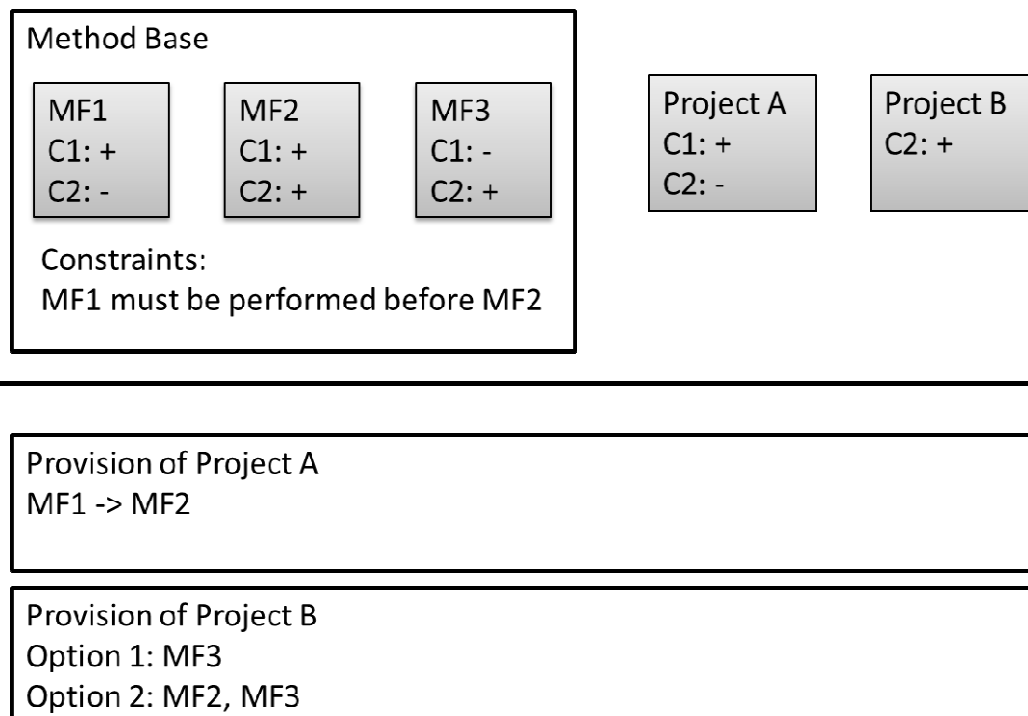 Method Base
MF1
C1: +
C2: -
MF2
C1: +
C2: +
MF3
C1: -
C2: +
Constraints:
MF1 must be performed before MF2
Project A
C1: +
C2: -
Project B
C2: +
Provision of Project A
MF1 -> MF2
Provision of Project B
Option 1: MF3
Option 2: MF2, MF3